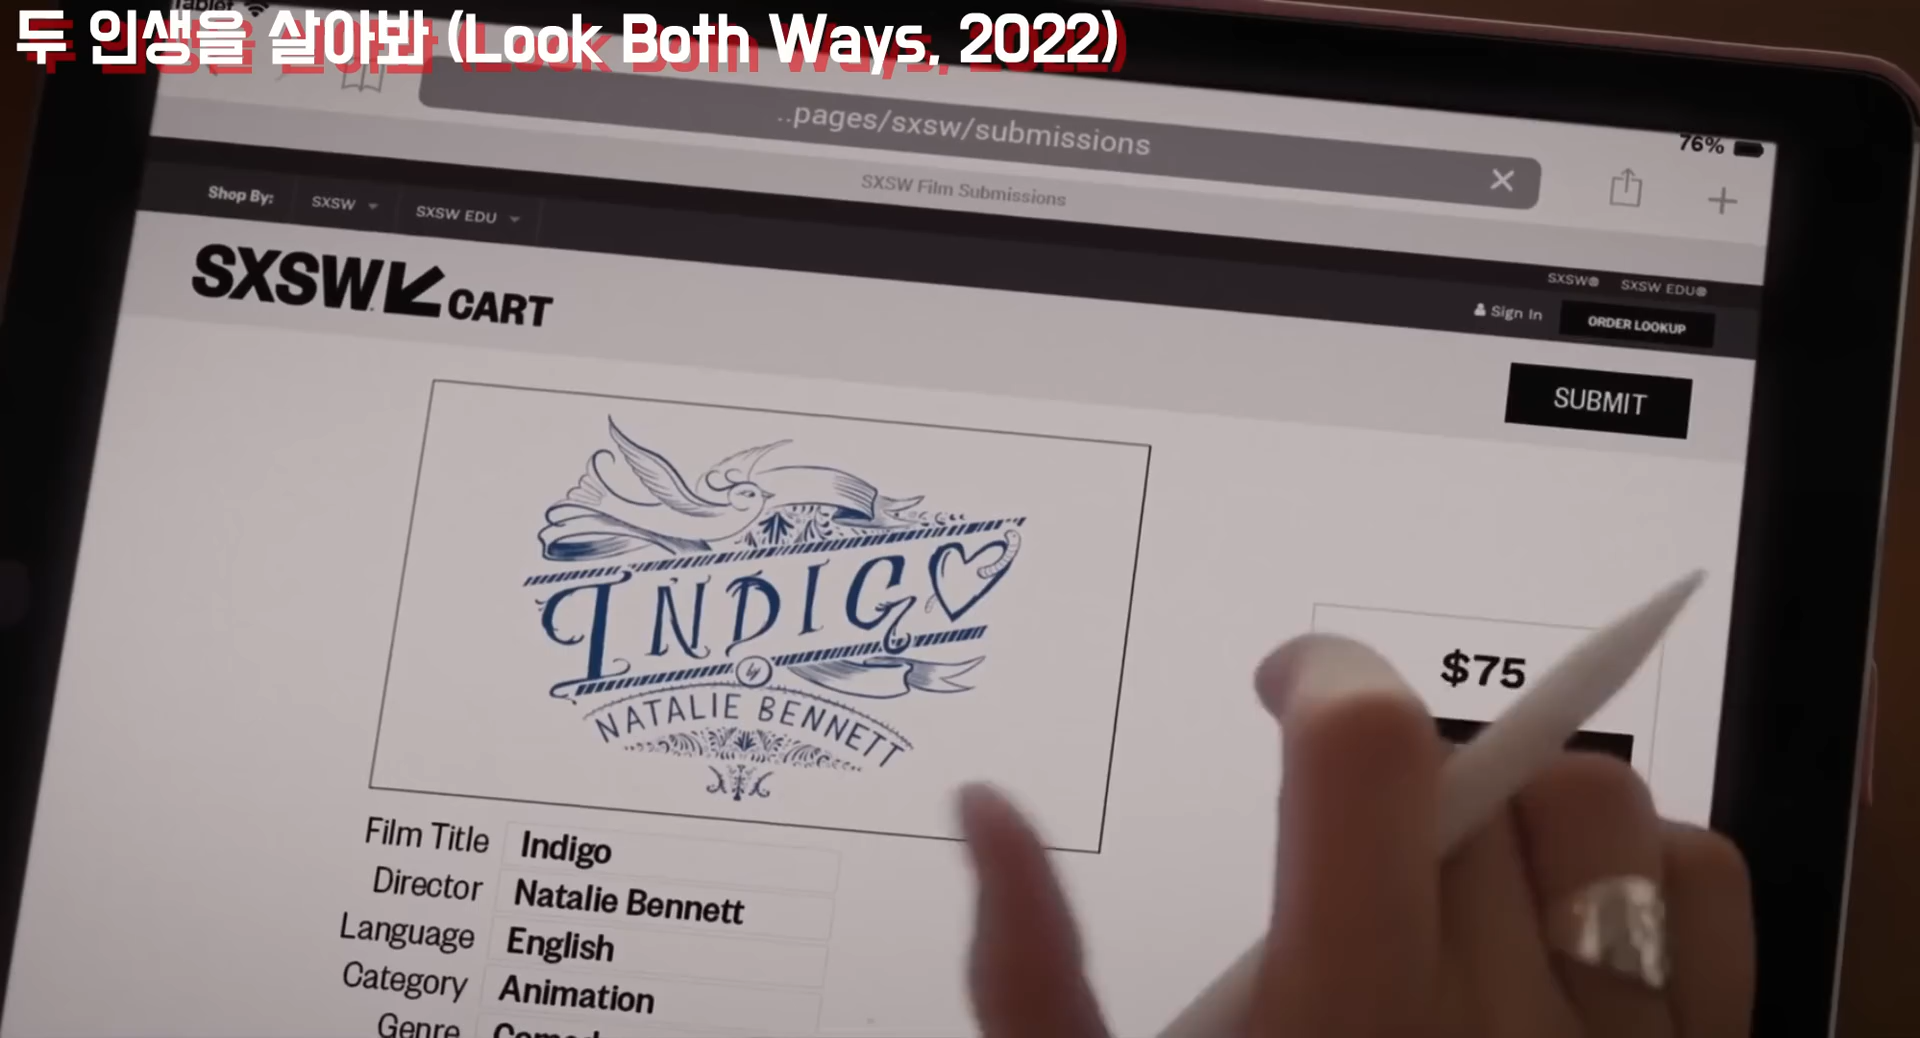 두 인생을 살아봐 (Look Both Ways, 2022)
Tablet
..pages/sxsw/submissions
76%
SXSW Film Submissions
Shop By:
SXSW
SXSW EDU
SXSW®
SXSW EDU®
Sign In
ORDER LOOKUP
SXSW. CART
SUBMIT
INDIGO
by
NATALIE BENNETT
$75
Film Title Indigo
Director Natalie Bennett
Language English
Category Animation
Genre